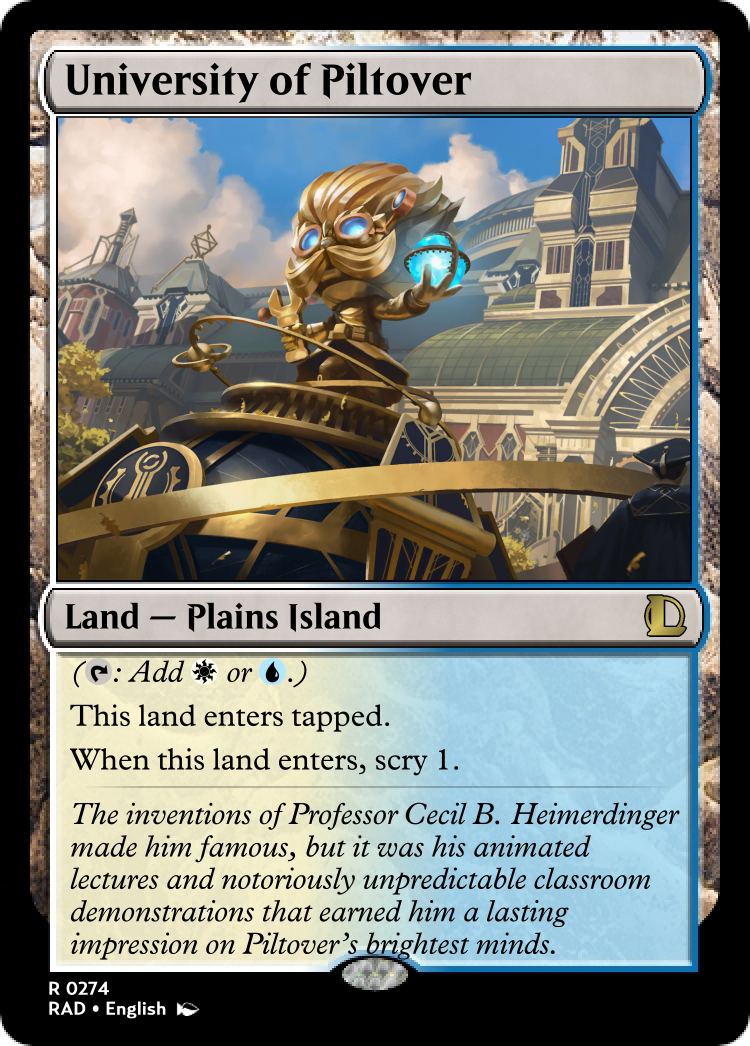 University of Piltover
Land — Plains Island
(: Add or .)
This land enters tapped.
When this land enters, scry 1.
The inventions of Professor Cecil B. Heimerdinger
made him famous, but it was his animated
lectures and notoriously unpredictable classroom
demonstrations that earned him a lasting
impression on Piltover's brightest minds.
R 0274
RAD • English